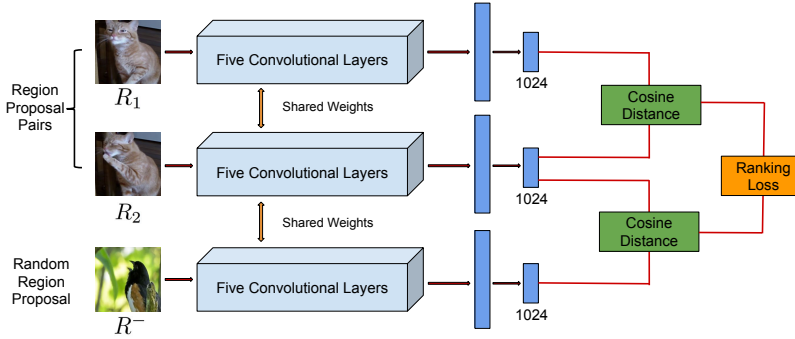 Five Convolutional Layers
1024
R₁
Region
Proposal
Pairs
Shared Weights
Cosine
Distance
Five Convolutional Layers
1024
R₂
Ranking
Loss
Shared Weights
Cosine
Distance
Random
Region
Proposal
Five Convolutional Layers
1024
R⁻